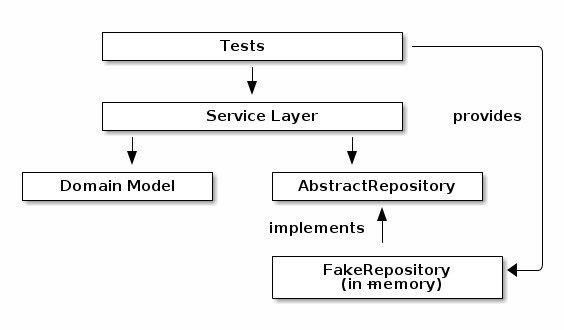 Tests
Service Layer
provides
Domain Model
AbstractRepository
implements
FakeRepository
(in memory)